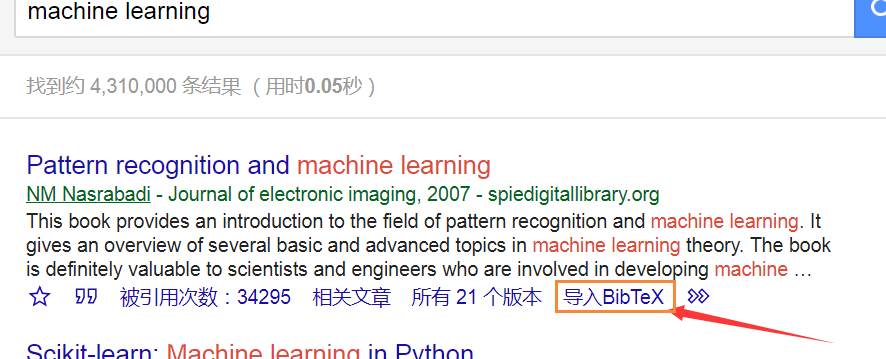 machine learning
找到约 4,310,000 条结果 （用时0.05秒）
Pattern recognition and machine learning
NM Nasrabadi - Journal of electronic imaging, 2007 - spiedigitallibrary.org
This book provides an introduction to the field of pattern recognition and machine learning. It
gives an overview of several basic and advanced topics in machine learning theory. The book
is definitely valuable to scientists and engineers who are involved in developing machine …
被引用次数：34295 相关文章 所有 21 个版本 导入BibTeX
Scikit-learn: Machine learning in Python